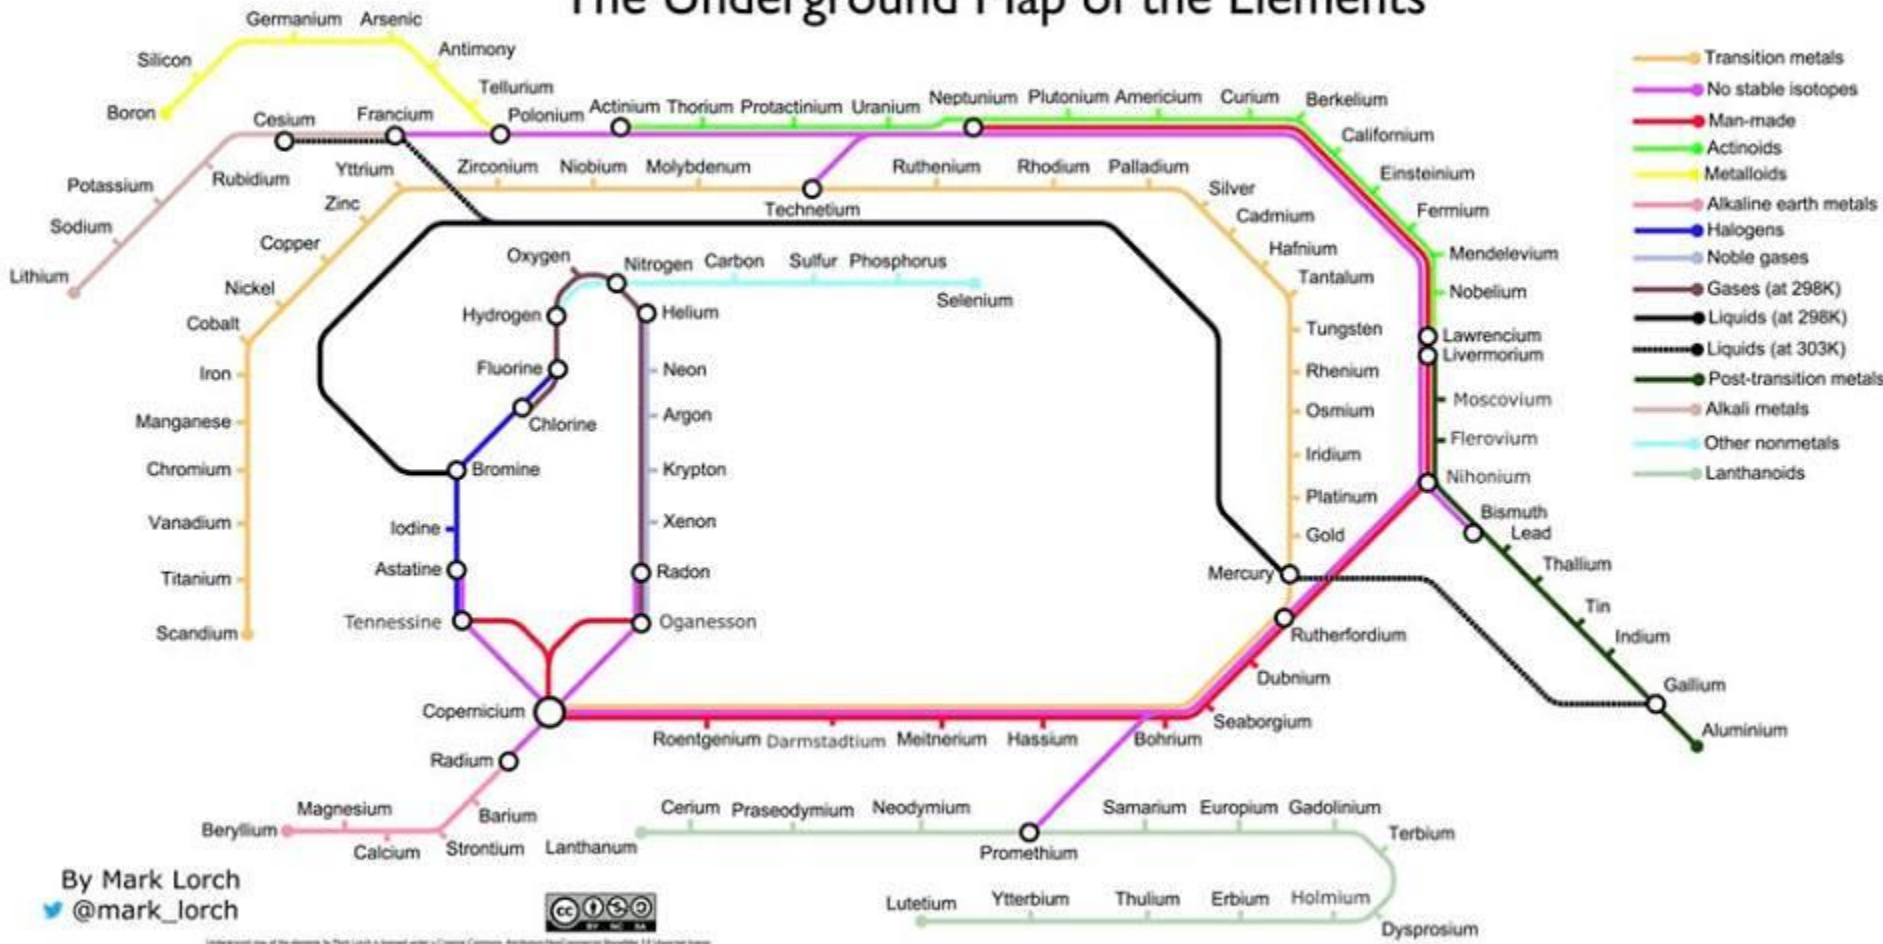 The Underground Map of the Elements
Germanium Arsenic
Silicon
Antimony
Tellurium
Boron
Cesium
Francium
Polonium
Actinium Thorium Protactinium Uranium
Neptunium Plutonium Americium Curium
Berkelium
Californium
Einsteinium
Fermium
Mendelevium
Nobelium
Lawrencium
Livermorium
Moscovium
Flerovium
Nihonium
Bismuth
Lead
Thallium
Tin
Indium
Gallium
Aluminium
Potassium
Rubidium
Sodium
Lithium
Yttrium
Zirconium Niobium Molybdenum
Technetium
Ruthenium Rhodium Palladium
Silver
Cadmium
Hafnium
Tantalum
Tungsten
Rhenium
Osmium
Iridium
Platinum
Gold
Mercury
Rutherfordium
Dubnium
Seaborgium
Zinc
Copper
Nickel
Cobalt
Iron
Manganese
Chromium
Vanadium
Titanium
Scandium
Oxygen
Nitrogen Carbon Sulfur Phosphorus
Selenium
Hydrogen
Helium
Fluorine
Neon
Chlorine
Argon
Bromine
Krypton
Iodine
Xenon
Astatine
Radon
Tennessine
Oganesson
Copernicium
Roentgenium Darmstadtium Meitnerium Hassium Bohrium
Radium
Barium
Magnesium
Beryllium
Calcium
Strontium
Lanthanum
Cerium Praseodymium Neodymium
Promethium
Samarium Europium Gadolinium
Terbium
Dysprosium
Lutetium Ytterbium Thulium Erbium Holmium
Transition metals
No stable isotopes
Man-made
Actinoids
Metalloids
Alkaline earth metals
Halogens
Noble gases
Gases (at 298K)
Liquids (at 298K)
Liquids (at 303K)
Post-transition metals
Alkali metals
Other nonmetals
Lanthanoids
By Mark Lorch
@mark_lorch
cc
BY NC SA